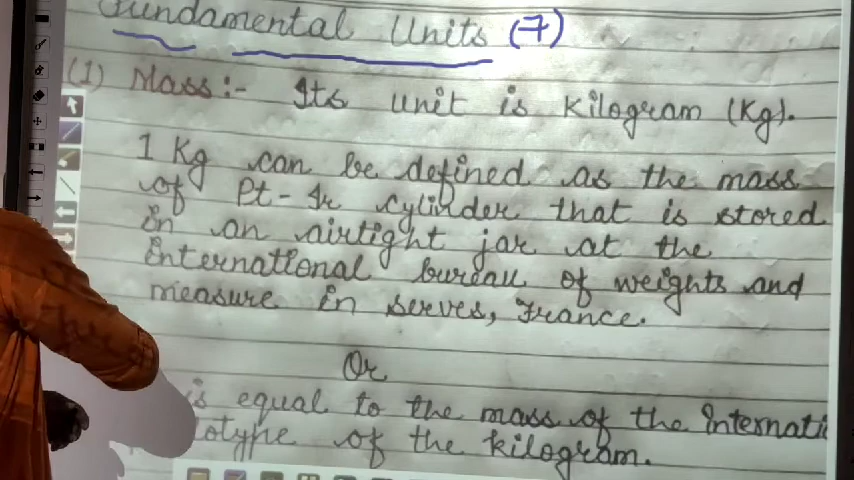 Fundamental Units (7)
(1) Mass:- Its unit is kilogram (Kg).
1 Kg can be defined as the mass
of Pt-Ir cylinder that is stored
in an airtight jar at the
international bureau of weights and
measure in serves, France.
Or
is equal to the mass of the Internati
otype of the kilogram.